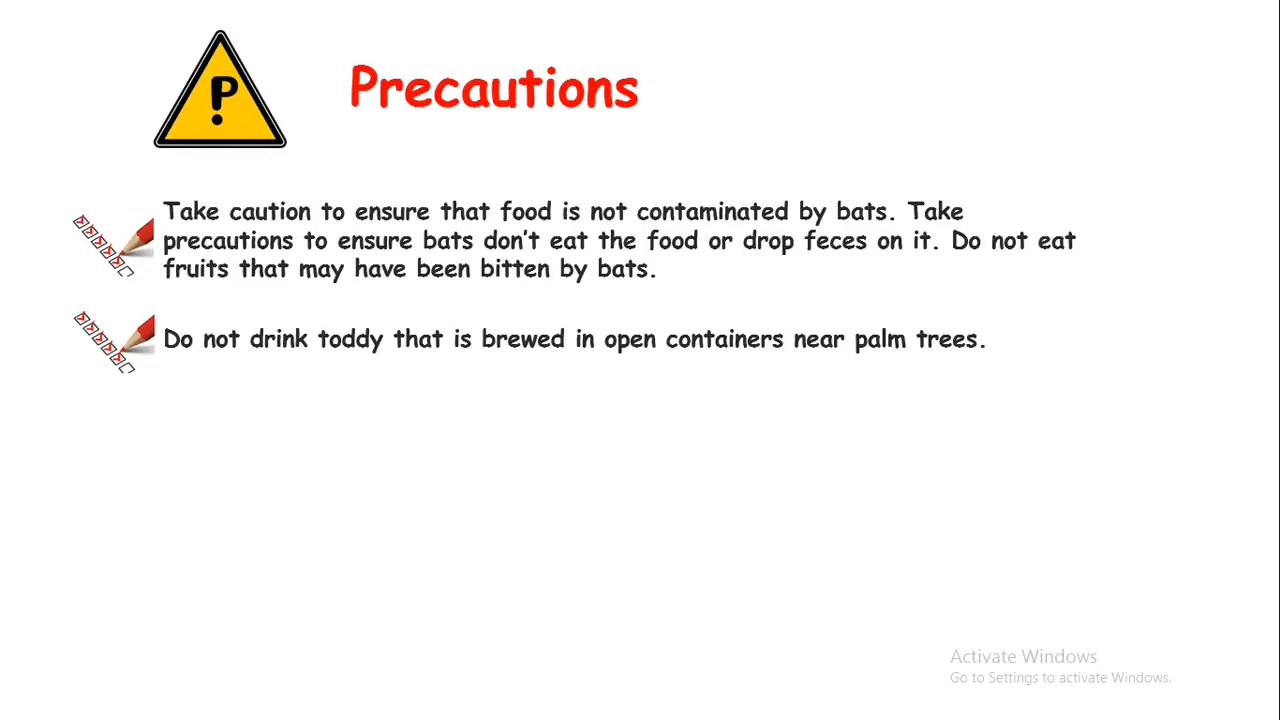 P
Precautions
Take caution to ensure that food is not contaminated by bats. Take
precautions to ensure bats don't eat the food or drop feces on it. Do not eat
fruits that may have been bitten by bats.
Do not drink toddy that is brewed in open containers near palm trees.
Activate Windows
Go to Settings to activate Windows.